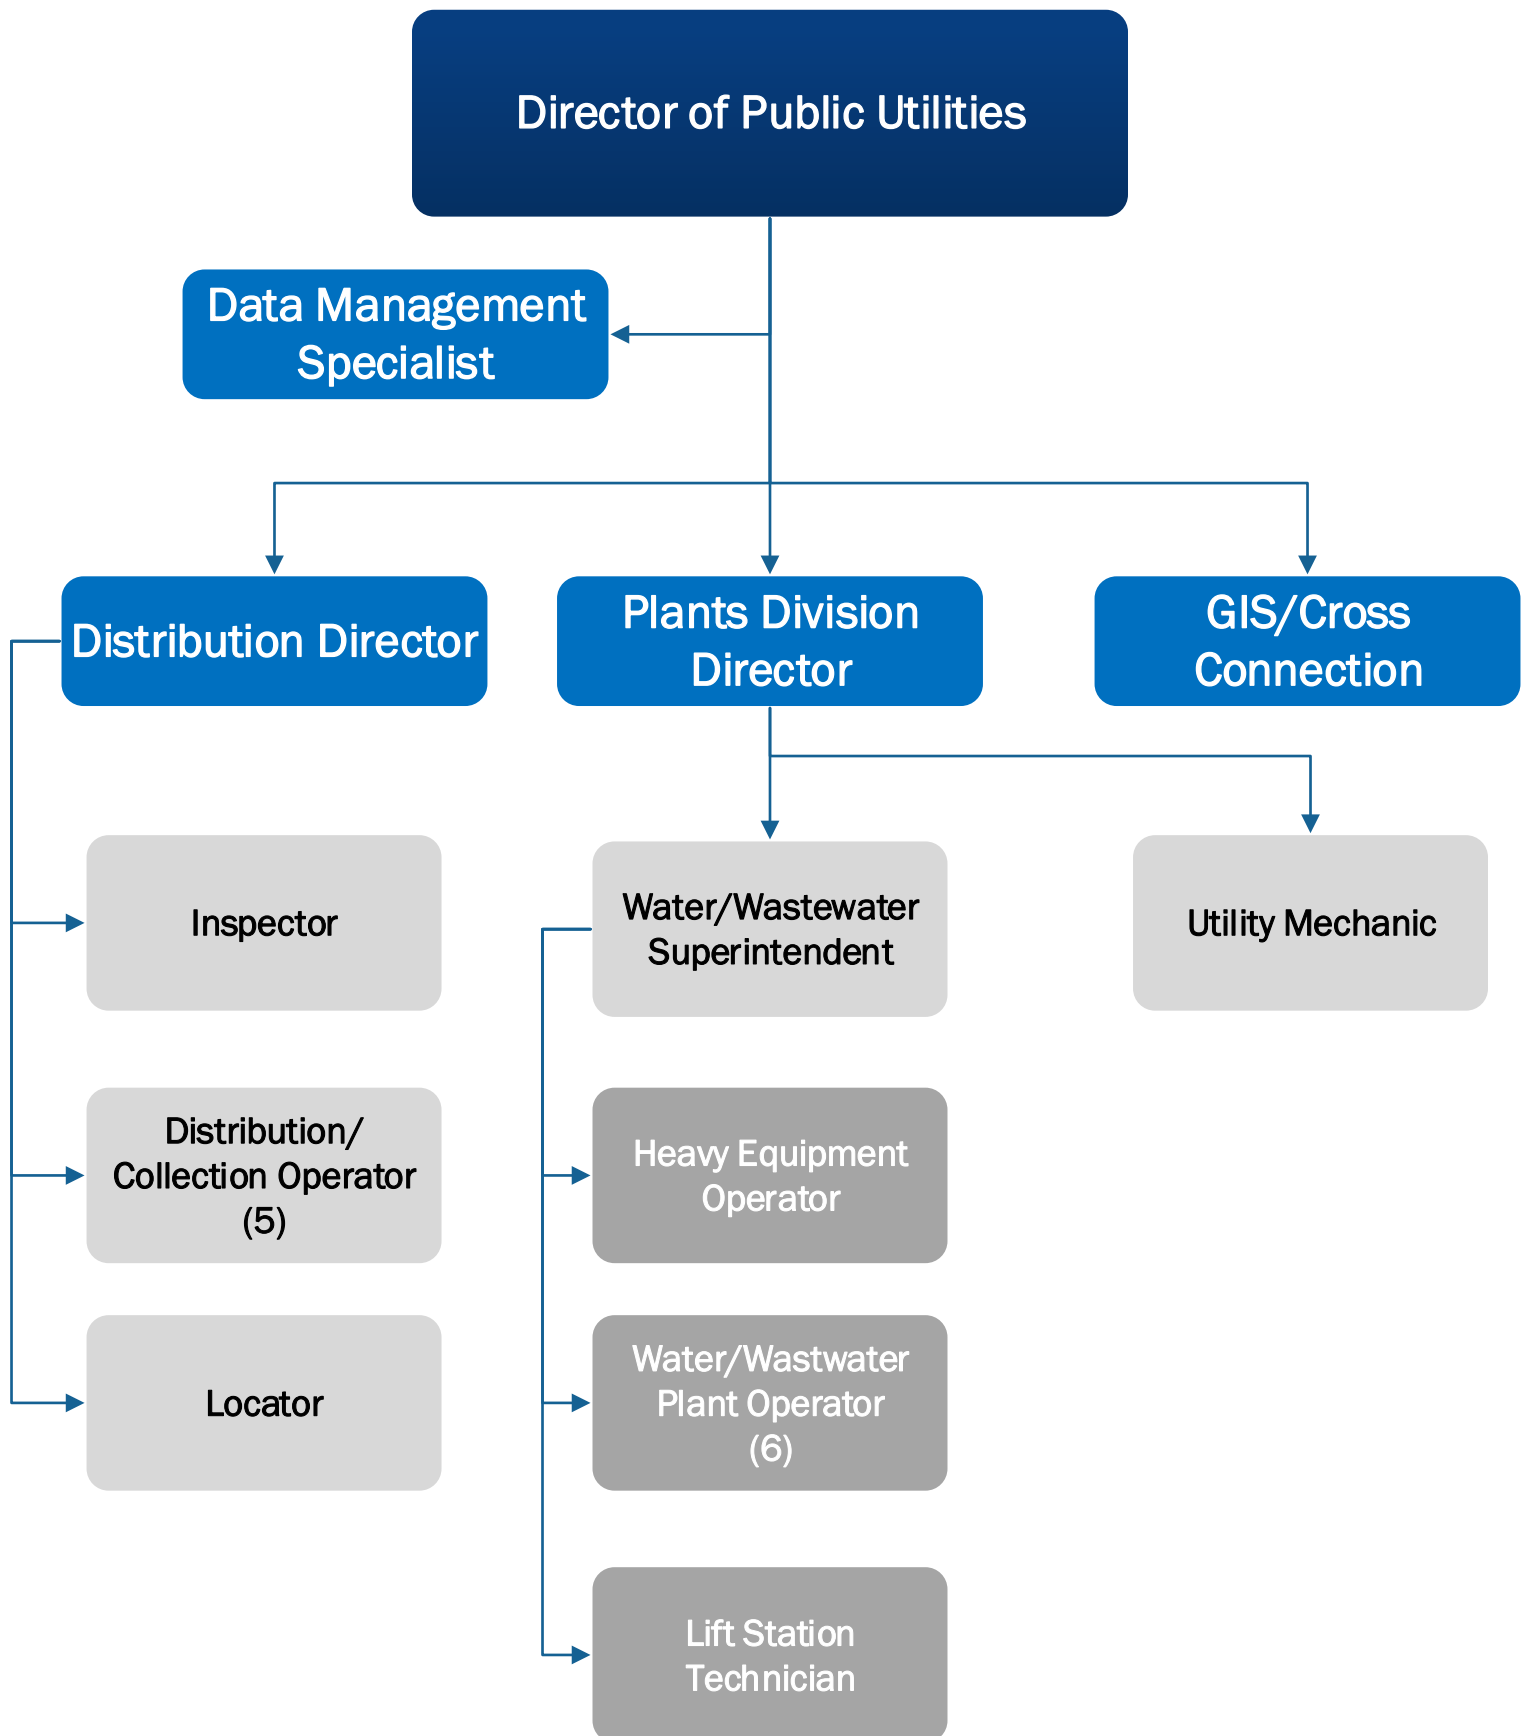 Director of Public Utilities
Data Management
Specialist
Distribution Director
Plants Division
Director
GIS/Cross
Connection
Inspector
Water/Wastewater
Superintendent
Utility Mechanic
Distribution/
Collection Operator
(5)
Heavy Equipment
Operator
Locator
Water/Wastwater
Plant Operator
(6)
Lift Station
Technician